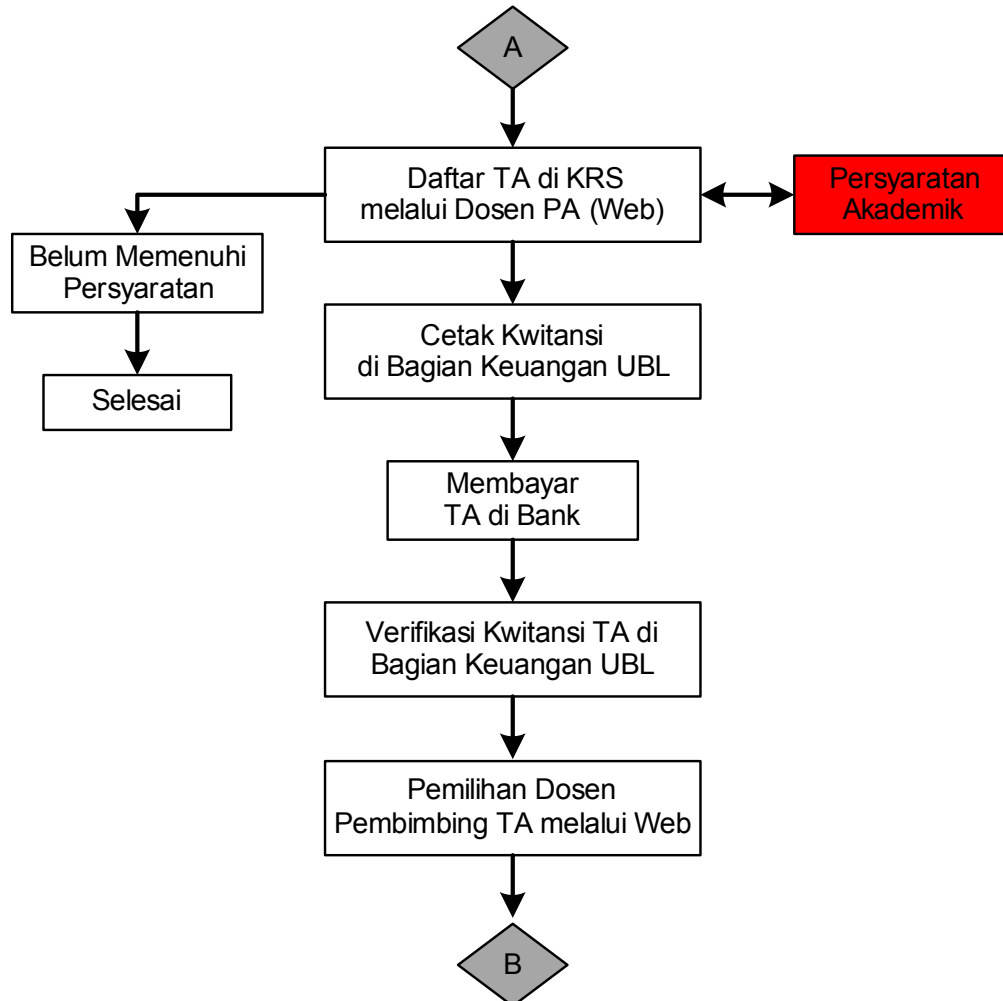 A
Daftar TA di KRS
melalui Dosen PA (Web)
Persyaratan
Akademik
Belum Memenuhi
Persyaratan
Selesai
Cetak Kwitansi
di Bagian Keuangan UBL
Membayar
TA di Bank
Verifikasi Kwitansi TA di
Bagian Keuangan UBL
Pemilihan Dosen
Pembimbing TA melalui Web
B